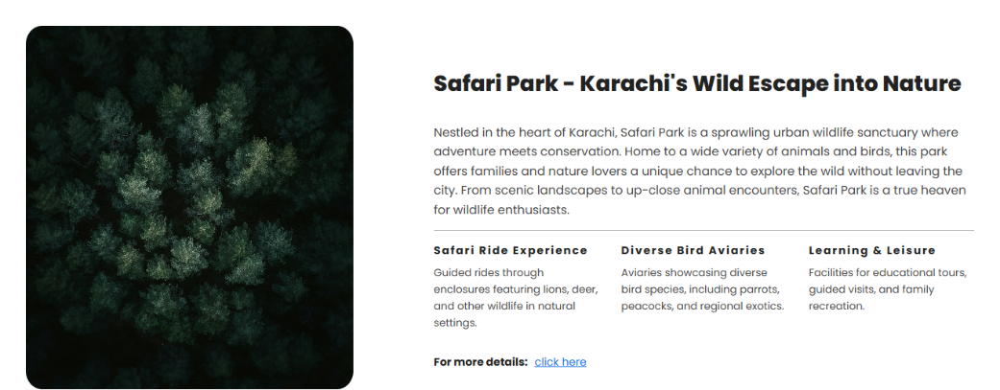 Safari Park - Karachi's Wild Escape into Nature
Nestled in the heart of Karachi, Safari Park is a sprawling urban wildlife sanctuary where
adventure meets conservation. Home to a wide variety of animals and birds, this park
offers families and nature lovers a unique chance to explore the wild without leaving the
city. From scenic landscapes to up-close animal encounters, Safari Park is a true heaven
for wildlife enthusiasts.
Safari Ride Experience
Guided rides through
enclosures featuring lions, deer,
and other wildlife in natural
settings.
Diverse Bird Aviaries
Aviaries showcasing diverse
bird species, including parrots,
peacocks, and regional exotics.
Learning & Leisure
Facilities for educational tours,
guided visits, and family
recreation.
For more details: click here